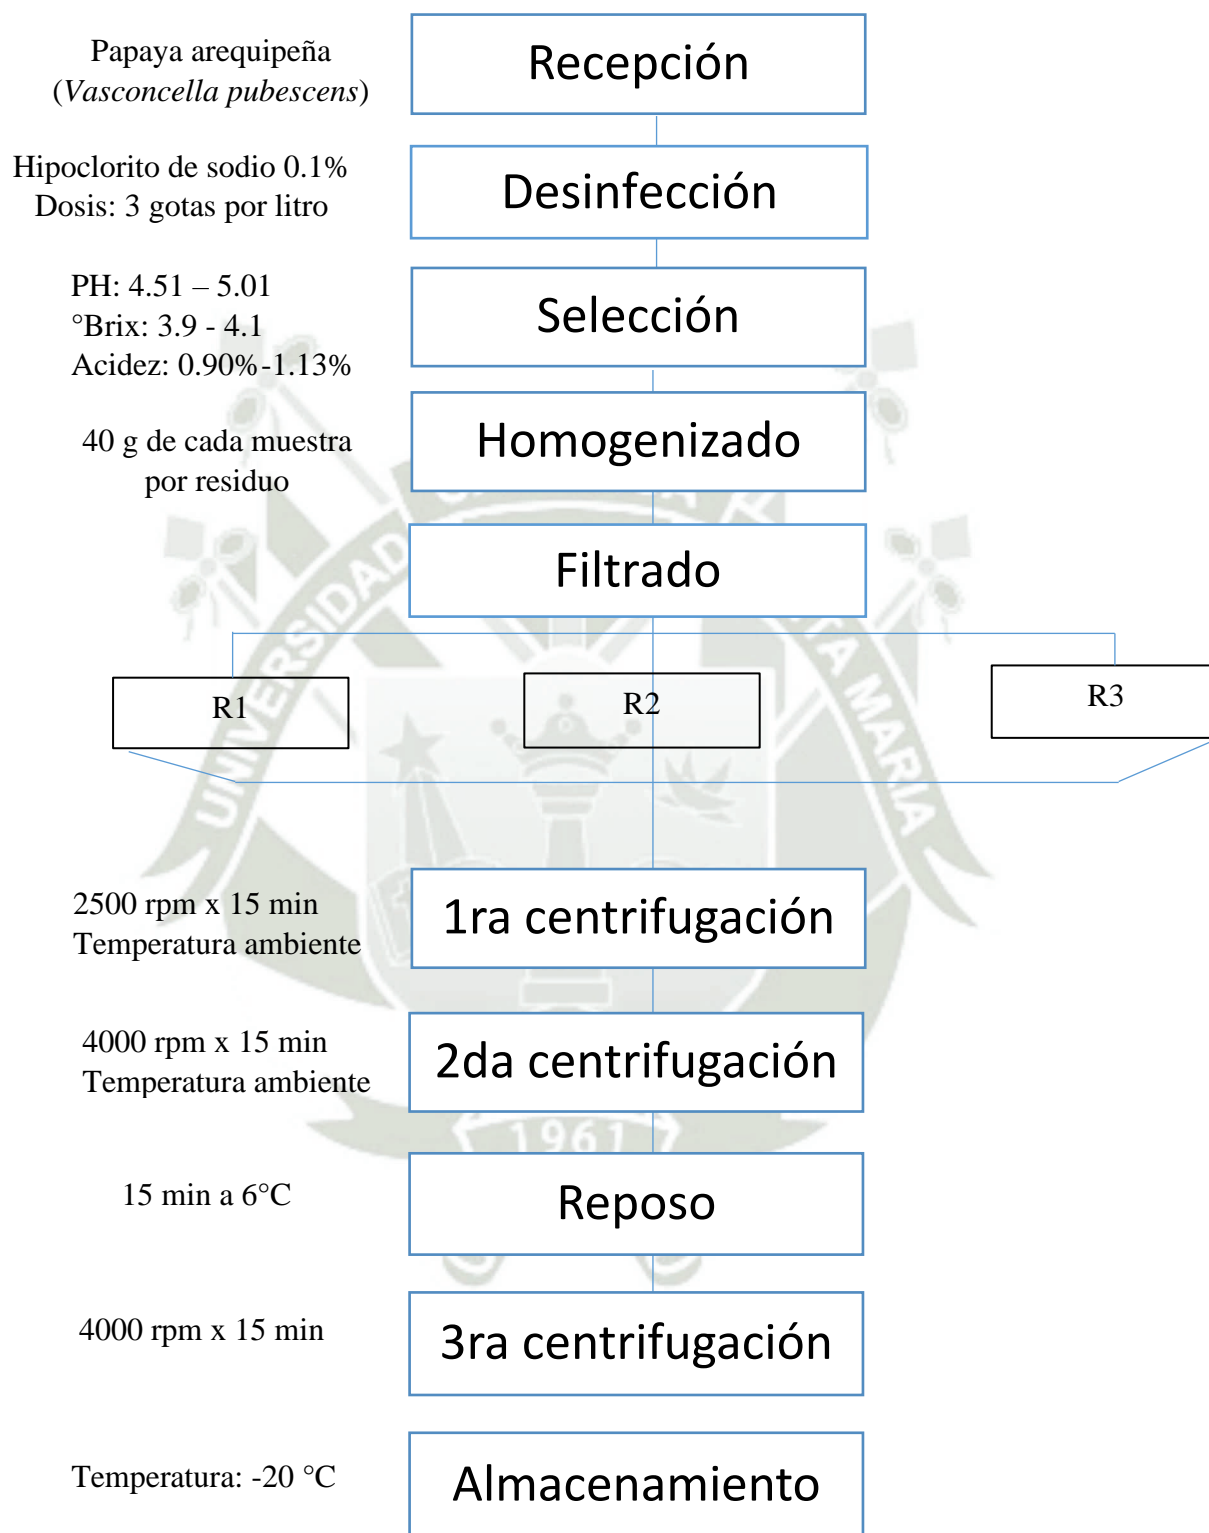 Papaya arequipeña
(Vasconcella pubescens)
Recepción
Hipoclorito de sodio 0.1%
Dosis: 3 gotas por litro
Desinfección
PH: 4.51 – 5.01
°Brix: 3.9 - 4.1
Acidez: 0.90%-1.13%
Selección
40 g de cada muestra
por residuo
Homogenizado
Filtrado
R1
R2
R3
2500 rpm x 15 min
Temperatura ambiente
1ra centrifugación
4000 rpm x 15 min
Temperatura ambiente
2da centrifugación
15 min a 6°C
Reposo
4000 rpm x 15 min
3ra centrifugación
Temperatura: -20 °C
Almacenamiento
UNIVERSIDAD
MARIA
1961